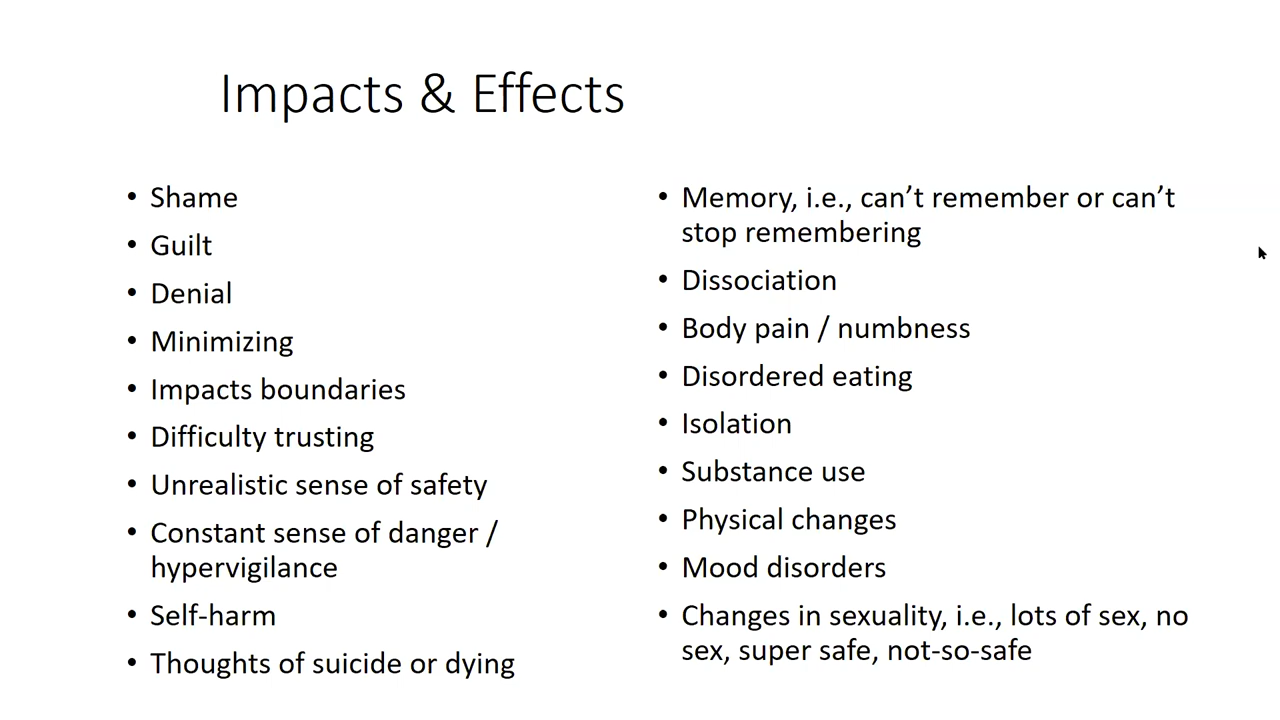 Impacts & Effects
• Shame
• Guilt
• Denial
• Minimizing
• Impacts boundaries
• Difficulty trusting
• Unrealistic sense of safety
• Constant sense of danger /
hypervigilance
• Self-harm
• Thoughts of suicide or dying
• Memory, i.e., can’t remember or can’t
stop remembering
• Dissociation
• Body pain / numbness
• Disordered eating
• Isolation
• Substance use
• Physical changes
• Mood disorders
• Changes in sexuality, i.e., lots of sex, no
sex, super safe, not-so-safe